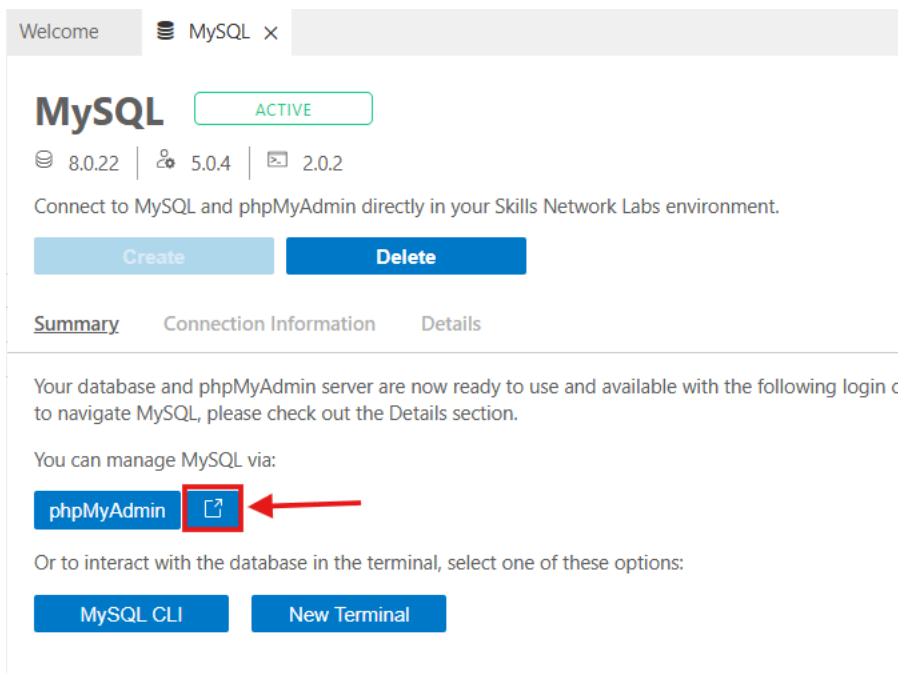 Welcome MySQL
MySQL ACTIVE
8.0.22 5.0.4 2.0.2
Connect to MySQL and phpMyAdmin directly in your Skills Network Labs environment.
Create Delete
Summary Connection Information Details
Your database and phpMyAdmin server are now ready to use and available with the following login
to navigate MySQL, please check out the Details section.
You can manage MySQL via:
phpMyAdmin
Or to interact with the database in the terminal, select one of these options:
MySQL CLI New Terminal